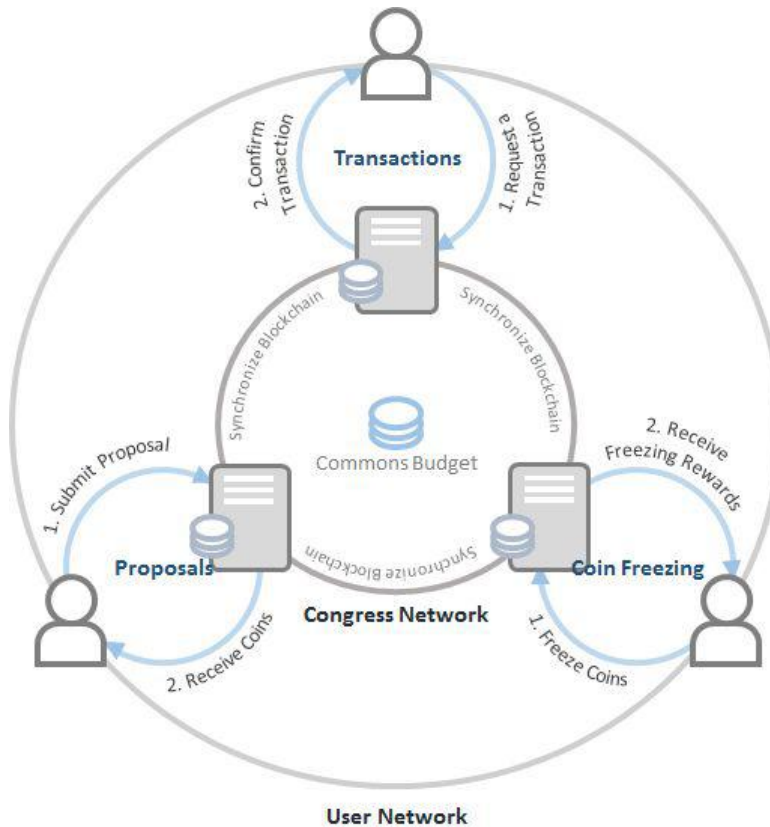 2. Confirm
Transaction
Transactions
1. Request a
Transaction
Synchronize Blockchain
Synchronize Blockchain
Commons Budget
1. Submit Proposal
2. Receive
Freezing Rewards
Proposals
Synchronize Blockchain
Coin Freezing
Congress Network
2. Receive Coins
1. Freeze Coins
User Network